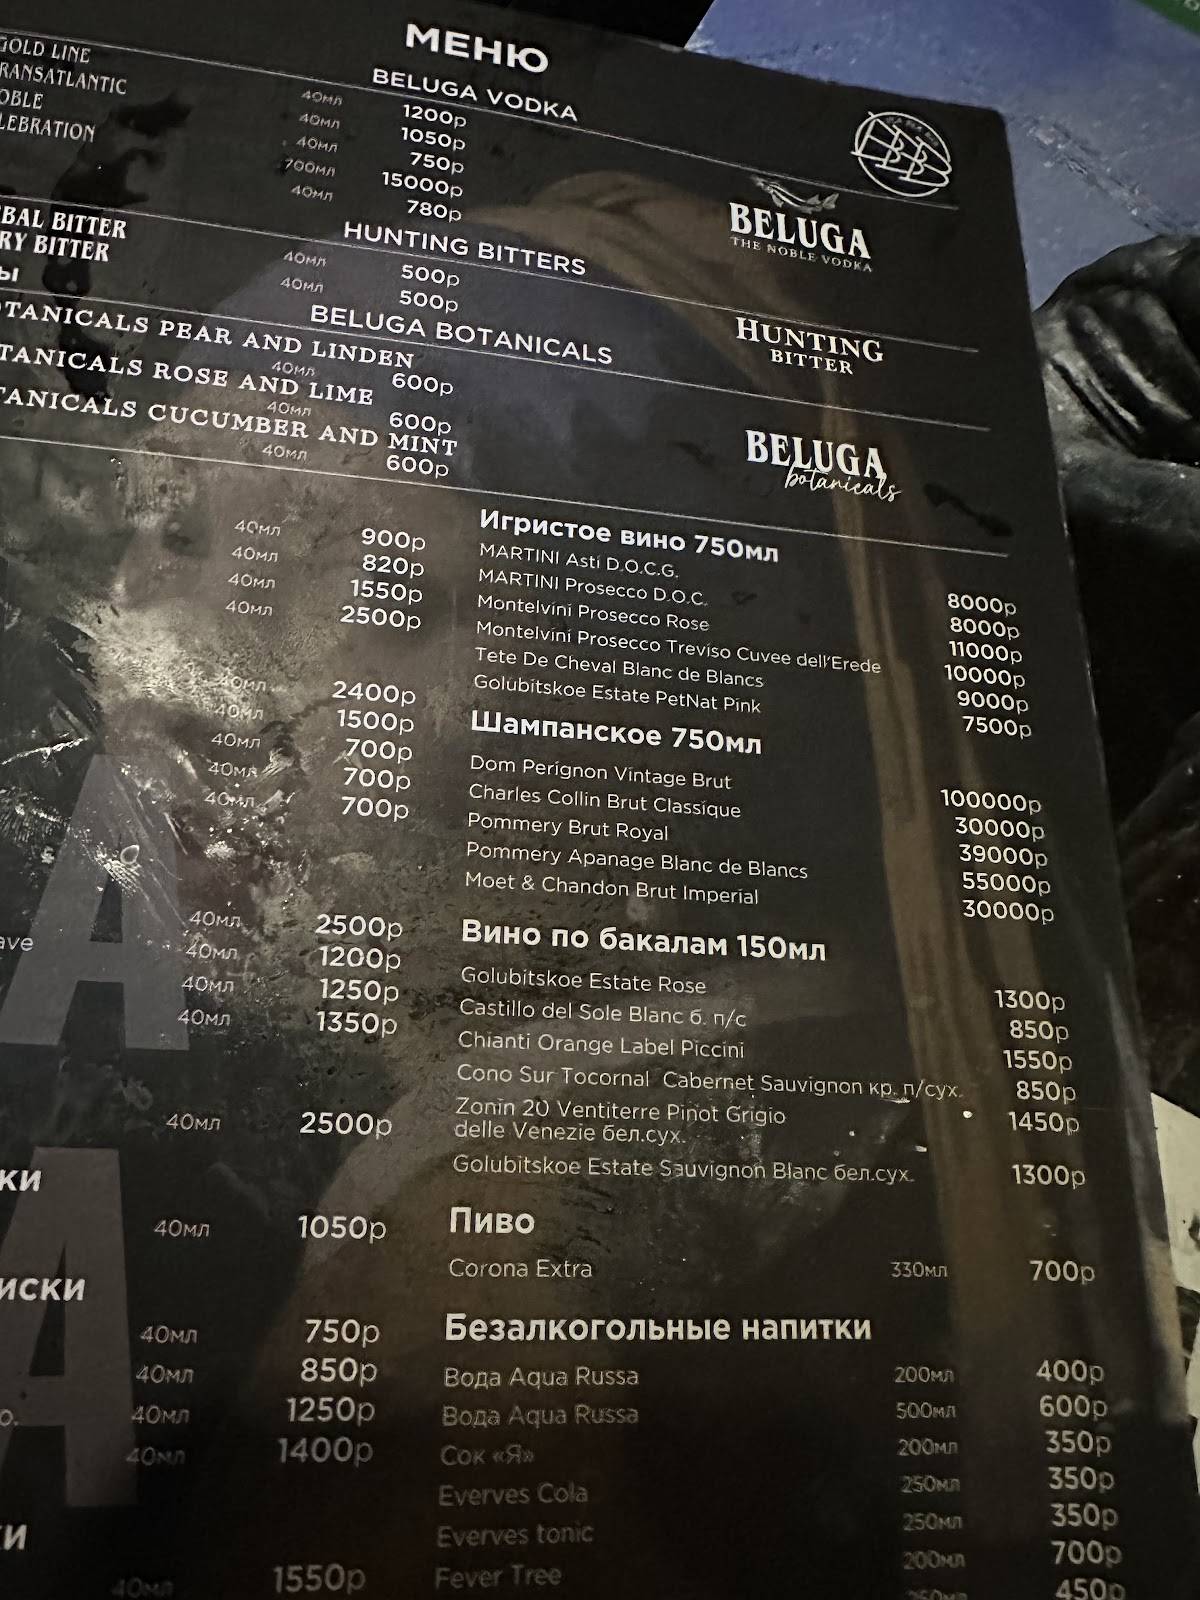 МЕНЮ
BELUGA VODKA
GOLD LINE 40мл 1200р
TRANSATLANTIC 40мл 1050р
NOBLE 40мл 750р
700мл 15000р
CELEBRATION 40мл 780р
BELUGA
THE NOBLE VODKA
HUNTING BITTERS
BAL BITTER 40мл 500р
RY BITTER 40мл 500р
HUNTING
BITTER
ы
BELUGA BOTANICALS
OTANICALS PEAR AND LINDEN
40мл 600р
TANICALS ROSE AND LIME
40мл 600р
TANICALS CUCUMBER AND MINT
40мл 600р
BELUGA
botanicals
40мл 900р
40мл 820р
40мл 1550р
40мл 2500р
40мл 2400р
40мл 1500р
40мл 700р
40мл 700р
40мл 700р
40мл 2500р
ave 40мл 1200р
40мл 1250р
40мл 1350р
40мл 2500р
ки
40мл 1050р
иски
40мл 750р
40мл 850р
о. 40мл 1250р
40мл 1400р
ки
40мл 1550р
Игристое вино 750мл
MARTINI Asti D.O.C.G. 8000р
MARTINI Prosecco D.O.C. 8000р
Montelvini Prosecco Rose 11000р
Montelvini Prosecco Treviso Cuvee dell'Erede 10000р
Tete De Cheval Blanc de Blancs 9000р
Golubitskoe Estate PetNat Pink 7500р
Шампанское 750мл
Dom Perignon Vintage Brut 100000р
Charles Collin Brut Classique 30000р
Pommery Brut Royal 39000р
Pommery Apanage Blanc de Blancs 55000р
Moet & Chandon Brut Imperial 30000р
Вино по бакалам 150мл
Golubitskoe Estate Rose 1300р
Castillo del Sole Blanc б. п/с 850р
Chianti Orange Label Piccini 1550р
Cono Sur Tocornal Cabernet Sauvignon кр. п/сух. 850р
Zonin 20 Ventiterre Pinot Grigio 1450р
delle Venezie бел.сух.
Golubitskoe Estate Sauvignon Blanc бел.сух. 1300р
Пиво
Corona Extra 330мл 700р
Безалкогольные напитки
Вода Aqua Russa 200мл 400р
Вода Aqua Russa 500мл 600р
Сок «Я» 200мл 350р
Everves Cola 250мл 350р
Everves tonic 250мл 350р
Fever Tree 200мл 700р
250мл 450р